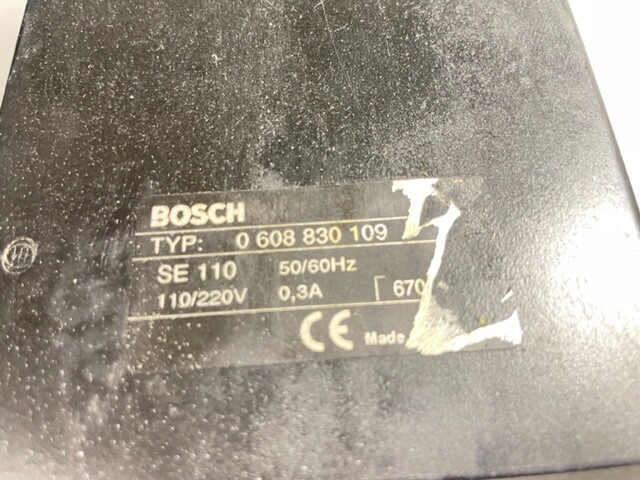 BOSCH
TYP: 0 608 830 109
SE 110 50/60Hz
110/220V 0,3A 670
CE Made